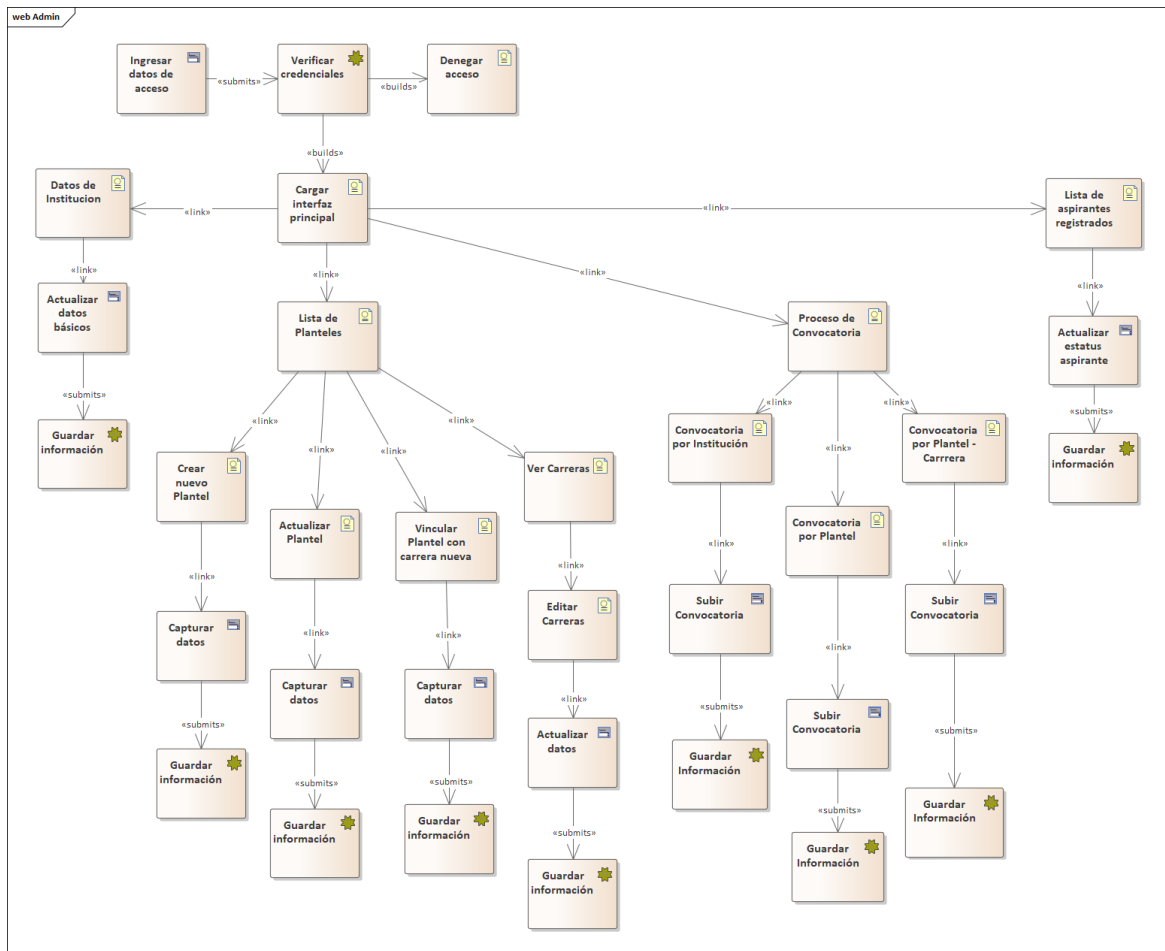 web Admin
Ingresar
datos de
acceso
«submits»
Verificar
credenciales
«builds»
Denegar
acceso
«builds»
Datos de
Institucion
«link»
Cargar
interfaz
principal
«link»
Lista de
aspirantes
registrados
«link»
«link»
«link»
«link»
Actualizar
datos
básicos
Lista de
Planteles
Proceso de
Convocatoria
Actualizar
estatus
aspirante
«submits»
«link»
«link»
«link»
«link»
«link»
«link»
«link»
«submits»
Guardar
información
Crear
nuevo
Plantel
Actualizar
Plantel
Vincular
Plantel con
carrera nueva
Ver Carreras
Convocatoria
por Institución
Convocatoria
por Plantel
Convocatoria
por Plantel -
Carrrera
Guardar
información
«link»
«link»
«link»
«link»
«link»
«link»
«link»
Capturar
datos
Capturar
datos
Capturar
datos
Editar
Carreras
Subir
Convocatoria
Subir
Convocatoria
Subir
Convocatoria
«submits»
«submits»
«submits»
«link»
«submits»
«submits»
«submits»
Guardar
información
Guardar
información
Guardar
información
Actualizar
datos
Guardar
Información
Guardar
Información
Guardar
Información
«submits»
Guardar
información